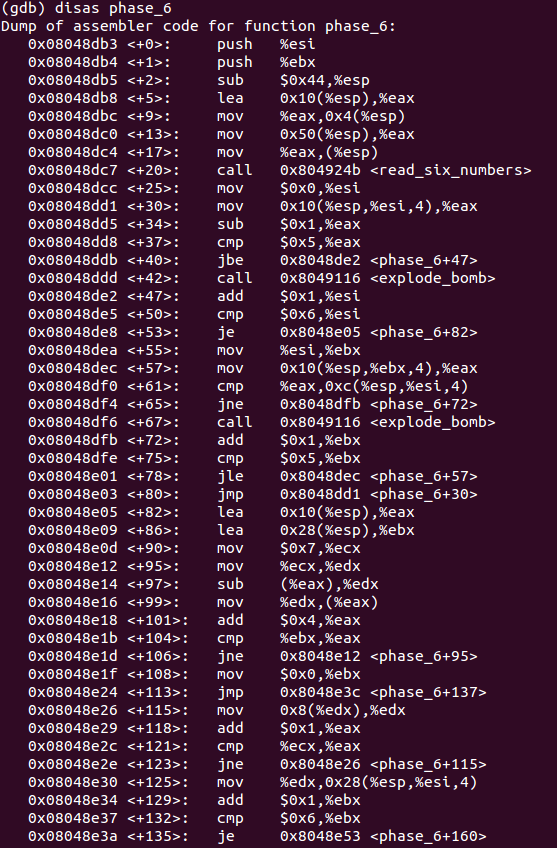 (gdb) disas phase_6
Dump of assembler code for function phase_6:
   0x08048db3 <+0>:     push   %esi
   0x08048db4 <+1>:     push   %ebx
   0x08048db5 <+2>:     sub    $0x44,%esp
   0x08048db8 <+5>:     lea    0x10(%esp),%eax
   0x08048dbc <+9>:     mov    %eax,0x4(%esp)
   0x08048dc0 <+13>:    mov    0x50(%esp),%eax
   0x08048dc4 <+17>:    mov    %eax,(%esp)
   0x08048dc7 <+20>:    call   0x804924b <read_six_numbers>
   0x08048dcc <+25>:    mov    $0x0,%esi
   0x08048dd1 <+30>:    mov    0x10(%esp,%esi,4),%eax
   0x08048dd5 <+34>:    sub    $0x1,%eax
   0x08048dd8 <+37>:    cmp    $0x5,%eax
   0x08048ddb <+40>:    jbe    0x8048de2 <phase_6+47>
   0x08048ddd <+42>:    call   0x8049116 <explode_bomb>
   0x08048de2 <+47>:    add    $0x1,%esi
   0x08048de5 <+50>:    cmp    $0x6,%esi
   0x08048de8 <+53>:    je     0x8048e05 <phase_6+82>
   0x08048dea <+55>:    mov    %esi,%ebx
   0x08048dec <+57>:    mov    0x10(%esp,%ebx,4),%eax
   0x08048df0 <+61>:    cmp    %eax,0xc(%esp,%esi,4)
   0x08048df4 <+65>:    jne    0x8048dfb <phase_6+72>
   0x08048df6 <+67>:    call   0x8049116 <explode_bomb>
   0x08048dfb <+72>:    add    $0x1,%ebx
   0x08048dfe <+75>:    cmp    $0x5,%ebx
   0x08048e01 <+78>:    jle    0x8048dec <phase_6+57>
   0x08048e03 <+80>:    jmp    0x8048dd1 <phase_6+30>
   0x08048e05 <+82>:    lea    0x10(%esp),%eax
   0x08048e09 <+86>:    lea    0x28(%esp),%ebx
   0x08048e0d <+90>:    mov    $0x7,%ecx
   0x08048e12 <+95>:    mov    %ecx,%edx
   0x08048e14 <+97>:    sub    (%eax),%edx
   0x08048e16 <+99>:    mov    %edx,(%eax)
   0x08048e18 <+101>:   add    $0x4,%eax
   0x08048e1b <+104>:   cmp    %ebx,%eax
   0x08048e1d <+106>:   jne    0x8048e12 <phase_6+95>
   0x08048e1f <+108>:   mov    $0x0,%ebx
   0x08048e24 <+113>:   jmp    0x8048e3c <phase_6+137>
   0x08048e26 <+115>:   mov    0x8(%edx),%edx
   0x08048e29 <+118>:   add    $0x1,%eax
   0x08048e2c <+121>:   cmp    %ecx,%eax
   0x08048e2e <+123>:   jne    0x8048e26 <phase_6+115>
   0x08048e30 <+125>:   mov    %edx,0x28(%esp,%esi,4)
   0x08048e34 <+129>:   add    $0x1,%ebx
   0x08048e37 <+132>:   cmp    $0x6,%ebx
   0x08048e3a <+135>:   je     0x8048e53 <phase_6+160>